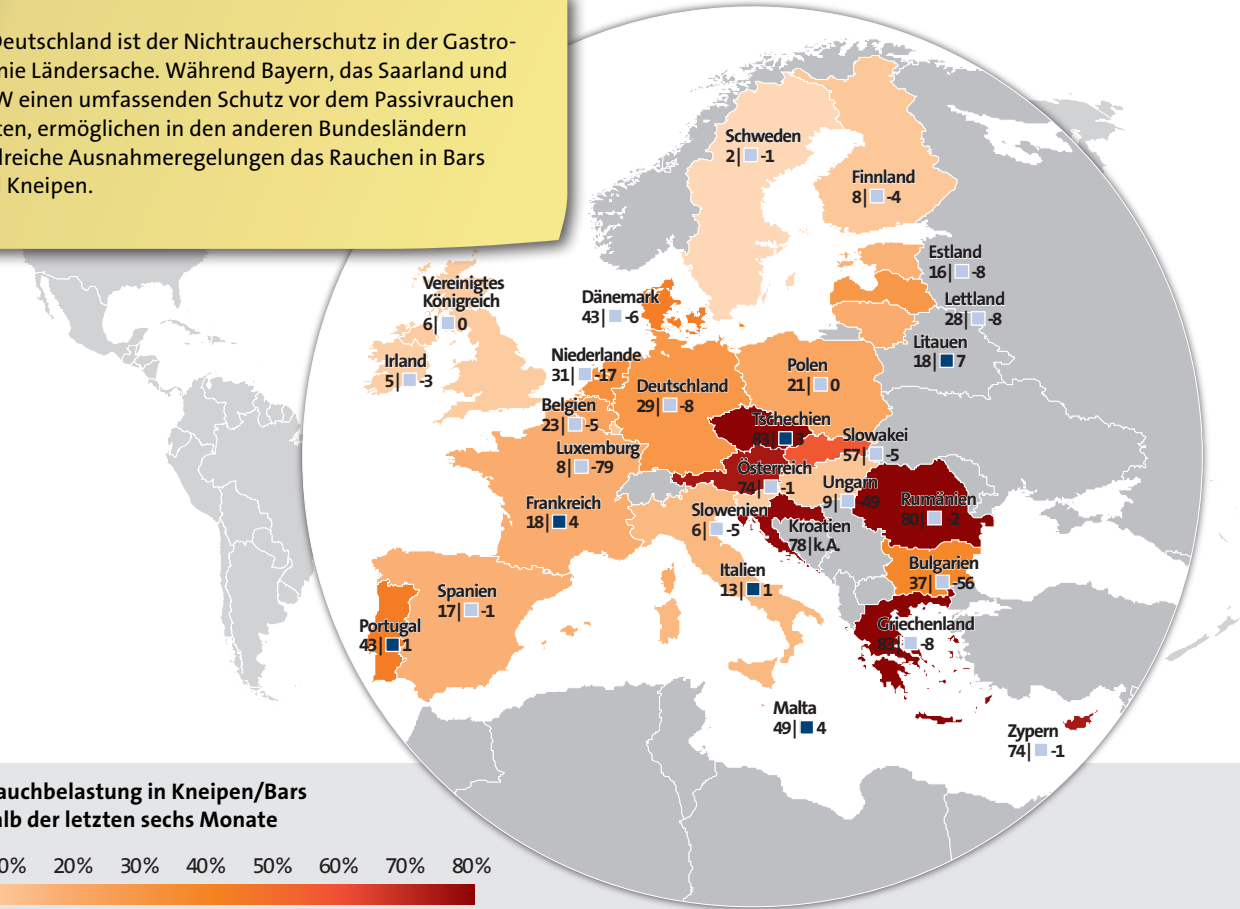 Deutschland ist der Nichtraucherschutz in der Gastro-
nie Ländersache. Während Bayern, das Saarland und
W einen umfassenden Schutz vor dem Passivrauchen
ten, ermöglichen in den anderen Bundesländern
lreiche Ausnahmeregelungen das Rauchen in Bars
Kneipen.
Schweden
2| -1
Finnland
8| -4
Estland
16| -8
Vereinigtes
Königreich
6| 0
Dänemark
43| -6
Lettland
28| -8
Litauen
18| 7
Irland
5| -3
Niederlande
31| -17
Polen
21| 0
Deutschland
29| -8
Belgien
23| -5
Tschechien
83| 3
Slowakei
57| -5
Luxemburg
8| -79
Österreich
74| -1
Ungarn
9| -49
Rumänien
80| -2
Frankreich
18| 4
Slowenien
6| -5
Kroatien
78|k.A.
Italien
13| 1
Bulgarien
37| -56
Spanien
17| -1
Portugal
43| 1
Griechenland
83| -8
Malta
49| 4
Zypern
74| -1
auchbelastung in Kneipen/Bars
alb der letzten sechs Monate
0% 20% 30% 40% 50% 60% 70% 80%